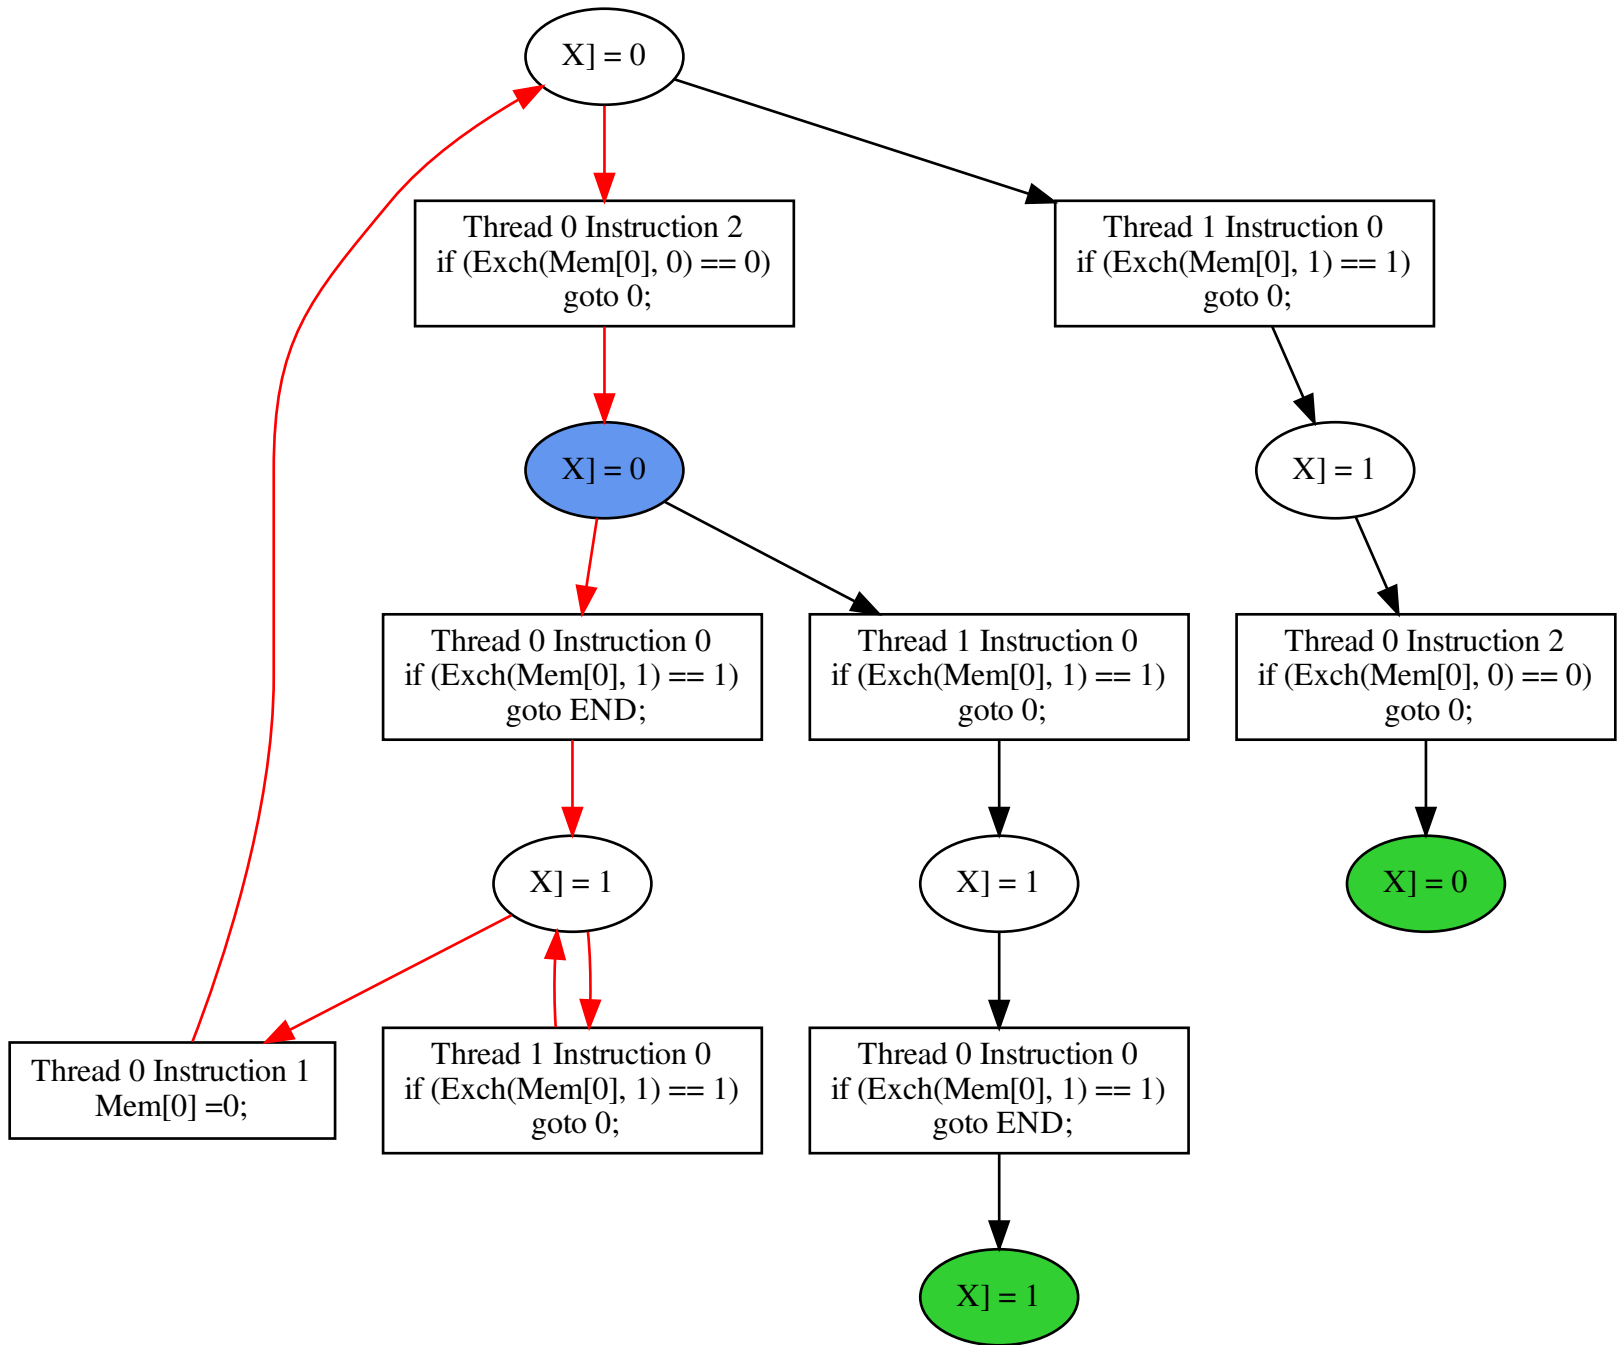 X] = 0
Thread 0 Instruction 2
if (Exch(Mem[0], 0) == 0)
goto 0;
Thread 1 Instruction 0
if (Exch(Mem[0], 1) == 1)
goto 0;
X] = 0
X] = 1
Thread 0 Instruction 0
if (Exch(Mem[0], 1) == 1)
goto END;
Thread 1 Instruction 0
if (Exch(Mem[0], 1) == 1)
goto 0;
Thread 0 Instruction 2
if (Exch(Mem[0], 0) == 0)
goto 0;
X] = 1
X] = 1
X] = 0
Thread 0 Instruction 1
Mem[0] =0;
Thread 1 Instruction 0
if (Exch(Mem[0], 1) == 1)
goto 0;
Thread 0 Instruction 0
if (Exch(Mem[0], 1) == 1)
goto END;
X] = 1